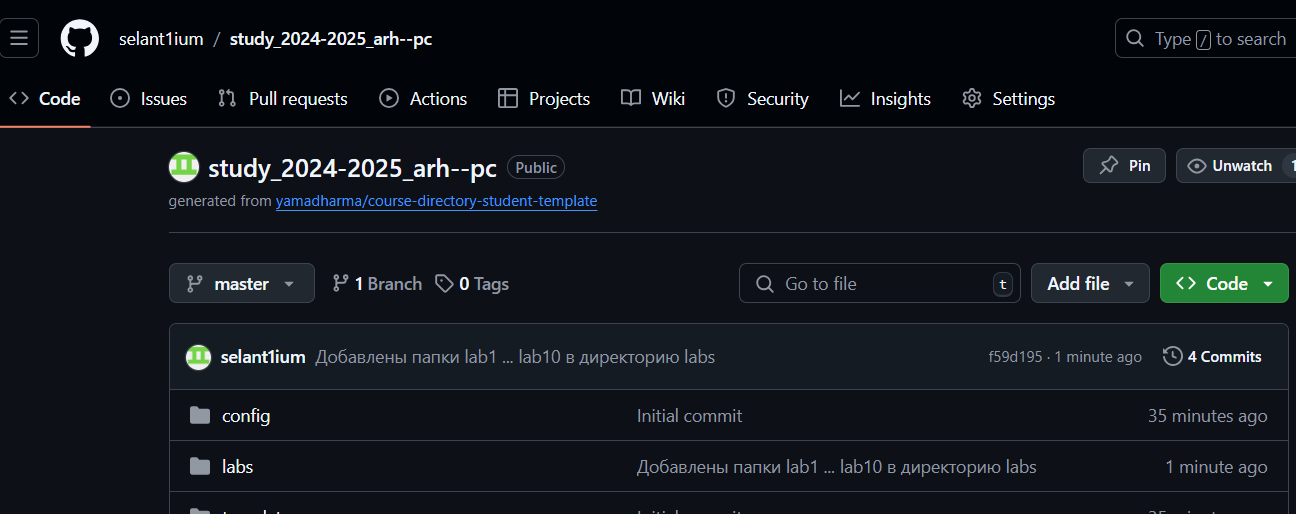 selant1ium / study_2024-2025_arh--pc
Type / to search
Code Issues Pull requests Actions Projects Wiki Security Insights Settings
study_2024-2025_arh--pc Public
Pin Unwatch 1
generated from yamadharma/course-directory-student-template
master 1 Branch 0 Tags
Go to file t Add file Code
selant1ium Добавлены папки lab1 ... lab10 в директорию labs f59d195 · 1 minute ago 4 Commits
config Initial commit 35 minutes ago
labs Добавлены папки lab1 ... lab10 в директорию labs 1 minute ago